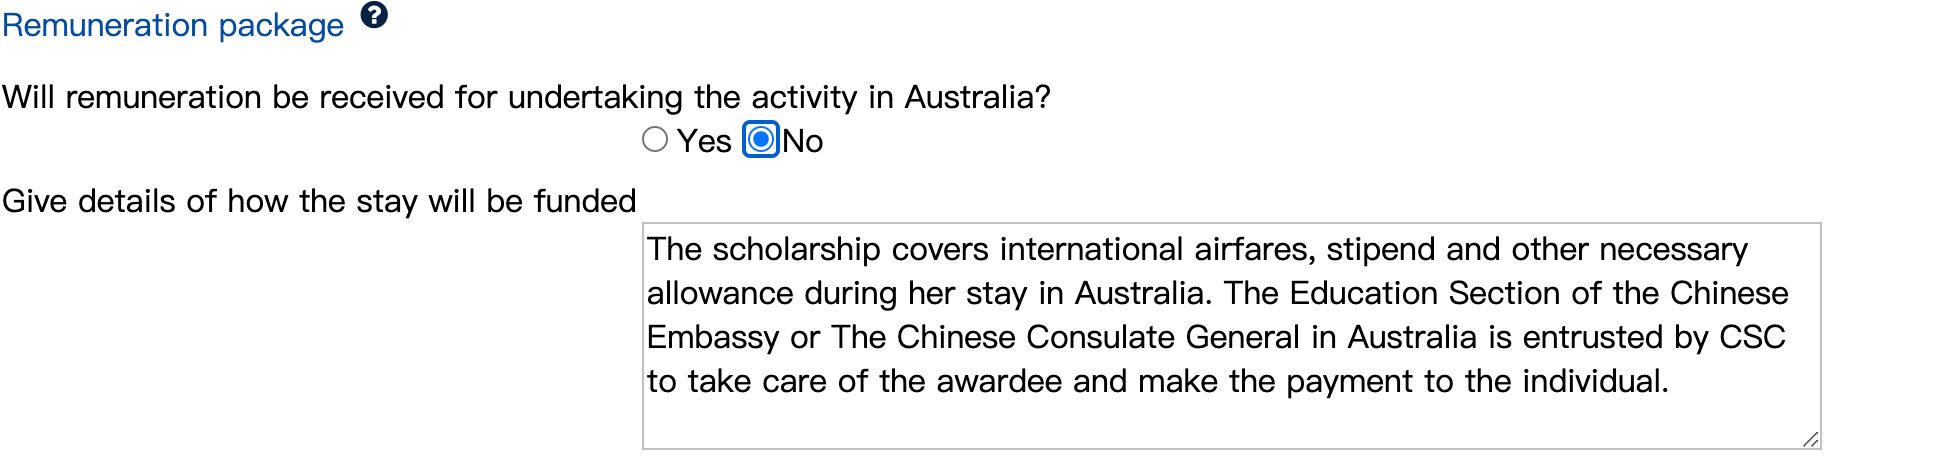 Remuneration package ?
Will remuneration be received for undertaking the activity in Australia?
Yes No
Give details of how the stay will be funded
The scholarship covers international airfares, stipend and other necessary
allowance during her stay in Australia. The Education Section of the Chinese
Embassy or The Chinese Consulate General in Australia is entrusted by CSC
to take care of the awardee and make the payment to the individual.